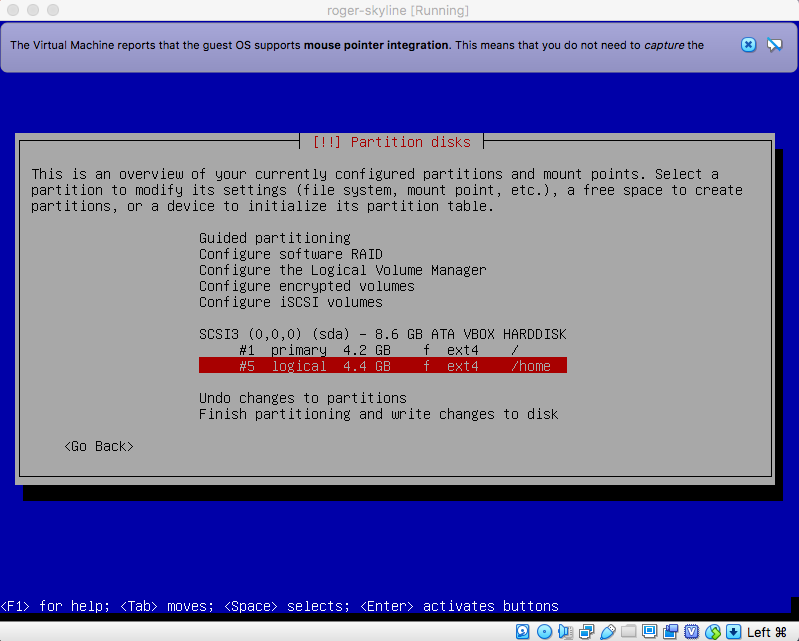 roger-skyline [Running]
The Virtual Machine reports that the guest OS supports mouse pointer integration. This means that you do not need to capture the
[!!] Partition disks
This is an overview of your currently configured partitions and mount points. Select a
partition to modify its settings (file system, mount point, etc.), a free space to create
partitions, or a device to initialize its partition table.
Guided partitioning
Configure software RAID
Configure the Logical Volume Manager
Configure encrypted volumes
Configure iSCSI volumes
SCSI3 (0,0,0) (sda) - 8.6 GB ATA VBOX HARDDISK
#1 primary 4.2 GB f ext4 /
#5 logical 4.4 GB f ext4 /home
Undo changes to partitions
Finish partitioning and write changes to disk
<Go Back>
<F1> for help; <Tab> moves; <Space> selects; <Enter> activates buttons
Left ⌘